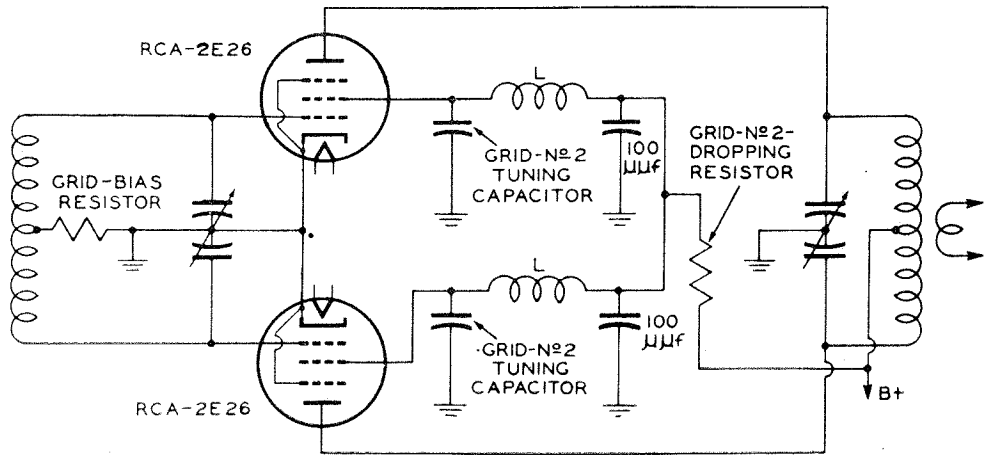 RCA-2E26
GRID-BIAS
RESISTOR
L
GRID-Nº2
TUNING
CAPACITOR
100
µµf
GRID-Nº2-
DROPPING
RESISTOR
L
GRID-Nº2
TUNING
CAPACITOR
100
µµf
B+
RCA-2E26